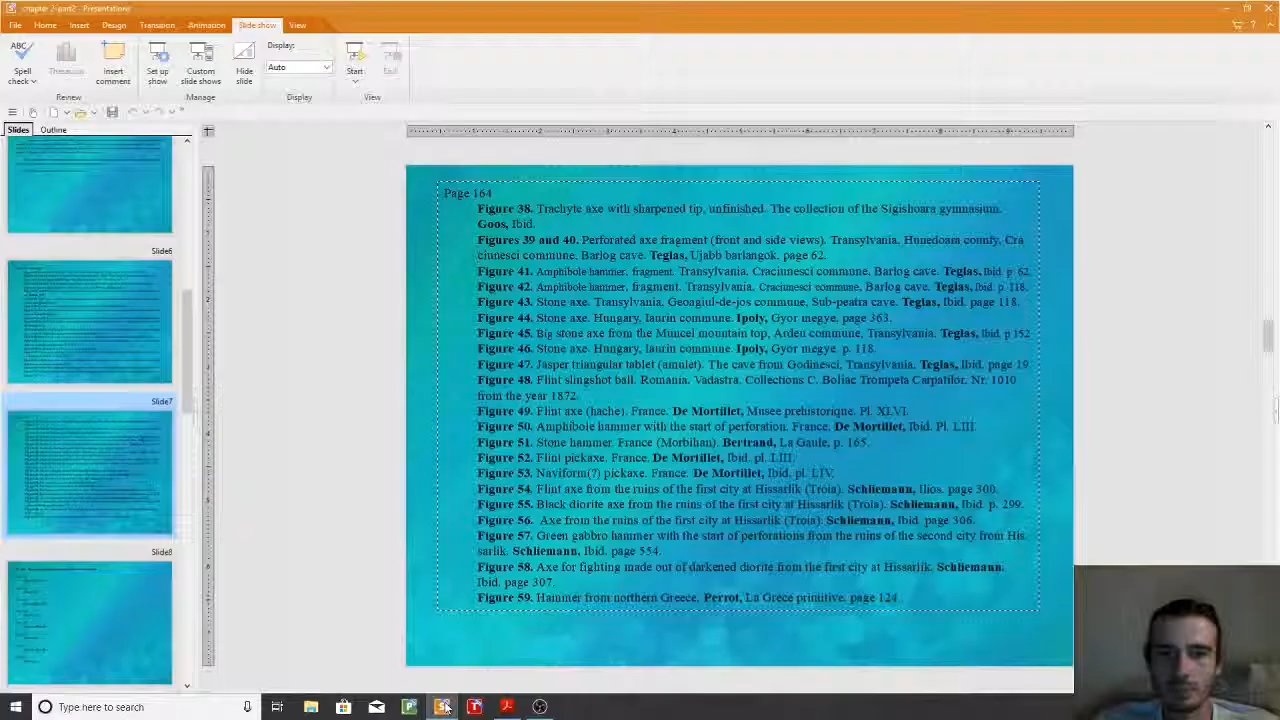 chapter 2-part2 - Presentations
File Home Insert Design Transition Animation Slide show View
Spell check
Thesaurus
Insert comment
Set up show
Custom slide shows
Hide slide
Display:
Auto
Start
End
Review Manage Display View
Slides Outline
Slide6
Slide7
Slide8
Page 164
Figure 38. Trachyte axe with sharpened tip, unfinished. The collection of the Sigishoara gymnasium.
Goos, Ibid.
Figures 39 and 40. Perforated axe fragment (front and side views). Transylvania. Hunedoara county, Cra
ciunnesci commune, Barlog cave. Teglas, Ujabb barlangok. page 62.
Figure 41. Amphibole hammer, fragment. Transylvania. Craciunnesci commune, Barlog cave. Teglas, Ibid. p. 62.
Figure 42. Amphibole hammer, fragment. Transylvania. Craciunnesci commune, Barlog cave. Teglas, Ibid. p. 118.
Figure 43. Stone axe. Transylvania. Geoagiul-de-jos commune, Sub-peatra cave. Teglas, Ibid. page 118.
Figure 44. Stone axe. Hungary, Iaurin commune. Ipoly, Gyor megye, page 363.
Figure 45. Big stone axe from the Muncel mountain top, Arden commune, Transylvania. Teglas, Ibid. p 152
Figure 46. Stone axe. Hungary, Iaurin commune. Ipoly, Gyor megye p. 118.
Figure 47. Jasper triangular tablet (amulet). The cave from Godinesci, Transylvania. Teglas, Ibid. page 19
Figure 48. Flint slingshot ball. Romania. Vadastra. Collections C. Boliac Trompeta Carpatilor. Nr. 1010
from the year 1872.
Figure 49. Flint axe (hache). France. De Mortillet, Musee prehistorique. Pl. XLVI.
Figure 50. Amphibole hammer with the start of perforation. France. De Mortillet, Ibid. Pl. LIII
Figure 51. Stone hammer. France (Morbihan). Bertrand, La Gaule, p. 165.
Figure 52. Flint pickaxe. France. De Mortillet, Ibid. pl. LIII.
Figure 53. Naviform(?) pickaxe. France. De Mortillet, Ibid. pl. LIV.
Figure 54. Flint axe from the ruins of the first city at Hissarlik (Troia). Schliemann, Ilios. page 300.
Figure 55. Black diorite axe from the ruins of the first city at Hissarlik (Troia). Schliemann, Ibid. p. 299.
Figure 56. Axe from the ruins of the first city at Hissarlik (Troia). Schliemann, Ibid. page 306.
Figure 57. Green gabbro hammer with the start of perforations from the ruins of the second city from His
sarlik. Schliemann, Ibid. page 554.
Figure 58. Axe for fighting made out of darkened diorite from the first city at Hissarlik. Schliemann.
Ibid. page 307.
Figure 59. Hammer from northern Greece. Perrot, La Grece primitive. page 124.
Type here to search